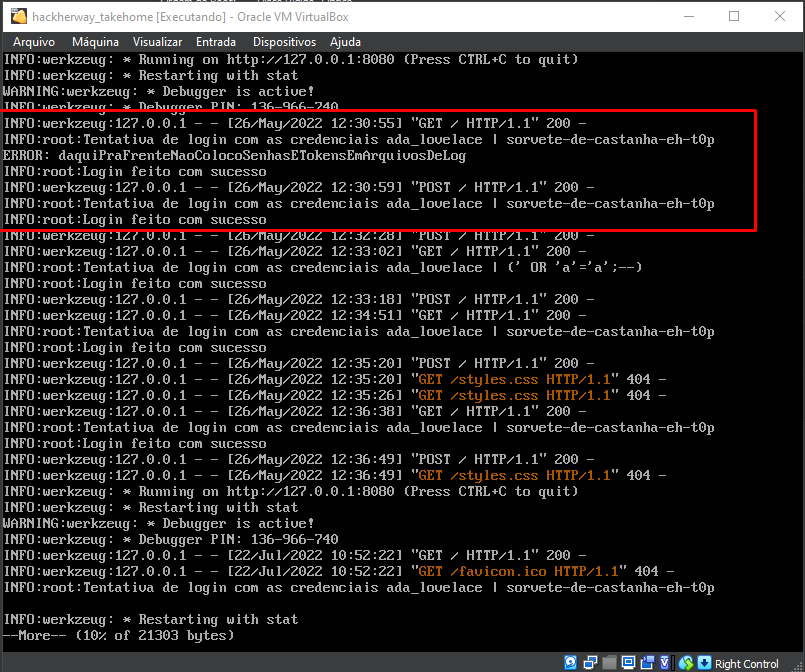 hackherway_takehome [Executando] - Oracle VM VirtualBox
Arquivo Máquina Visualizar Entrada Dispositivos Ajuda
INFO:werkzeug: * Running on http://127.0.0.1:8080 (Press CTRL+C to quit)
INFO:werkzeug: * Restarting with stat
WARNING:werkzeug: * Debugger is active!
INFO:werkzeug: * Debugger PIN: 136-966-740
INFO:werkzeug:127.0.0.1 - - [26/May/2022 12:30:55] "GET / HTTP/1.1" 200 -
INFO:root:Tentativa de login com as credenciais ada_lovelace | sorvete-de-castanha-eh-t0p
ERROR: daquiPraFrenteNaoColocoSenhasETokensEmArquivosDeLog
INFO:root:Login feito com sucesso
INFO:werkzeug:127.0.0.1 - - [26/May/2022 12:30:59] "POST / HTTP/1.1" 200 -
INFO:root:Tentativa de login com as credenciais ada_lovelace | sorvete-de-castanha-eh-t0p
INFO:root:Login feito com sucesso
INFO:werkzeug:127.0.0.1 - - [26/May/2022 12:32:28] "POST / HTTP/1.1" 200 -
INFO:werkzeug:127.0.0.1 - - [26/May/2022 12:33:02] "GET / HTTP/1.1" 200 -
INFO:root:Tentativa de login com as credenciais ada_lovelace | (' OR 'a'='a';--)
INFO:root:Login feito com sucesso
INFO:werkzeug:127.0.0.1 - - [26/May/2022 12:33:18] "POST / HTTP/1.1" 200 -
INFO:werkzeug:127.0.0.1 - - [26/May/2022 12:34:51] "GET / HTTP/1.1" 200 -
INFO:root:Tentativa de login com as credenciais ada_lovelace | sorvete-de-castanha-eh-t0p
INFO:root:Login feito com sucesso
INFO:werkzeug:127.0.0.1 - - [26/May/2022 12:35:20] "POST / HTTP/1.1" 200 -
INFO:werkzeug:127.0.0.1 - - [26/May/2022 12:35:20] "GET /styles.css HTTP/1.1" 404 -
INFO:werkzeug:127.0.0.1 - - [26/May/2022 12:35:26] "GET /styles.css HTTP/1.1" 404 -
INFO:werkzeug:127.0.0.1 - - [26/May/2022 12:36:38] "GET / HTTP/1.1" 200 -
INFO:root:Tentativa de login com as credenciais ada_lovelace | sorvete-de-castanha-eh-t0p
INFO:root:Login feito com sucesso
INFO:werkzeug:127.0.0.1 - - [26/May/2022 12:36:49] "POST / HTTP/1.1" 200 -
INFO:werkzeug:127.0.0.1 - - [26/May/2022 12:36:49] "GET /styles.css HTTP/1.1" 404 -
INFO:werkzeug: * Running on http://127.0.0.1:8080 (Press CTRL+C to quit)
INFO:werkzeug: * Restarting with stat
WARNING:werkzeug: * Debugger is active!
INFO:werkzeug: * Debugger PIN: 136-966-740
INFO:werkzeug:127.0.0.1 - - [22/Jul/2022 10:52:22] "GET / HTTP/1.1" 200 -
INFO:werkzeug:127.0.0.1 - - [22/Jul/2022 10:52:22] "GET /favicon.ico HTTP/1.1" 404 -
INFO:root:Tentativa de login com as credenciais ada_lovelace | sorvete-de-castanha-eh-t0p
INFO:werkzeug: * Restarting with stat
--More-- (10% of 21303 bytes)
Right Control